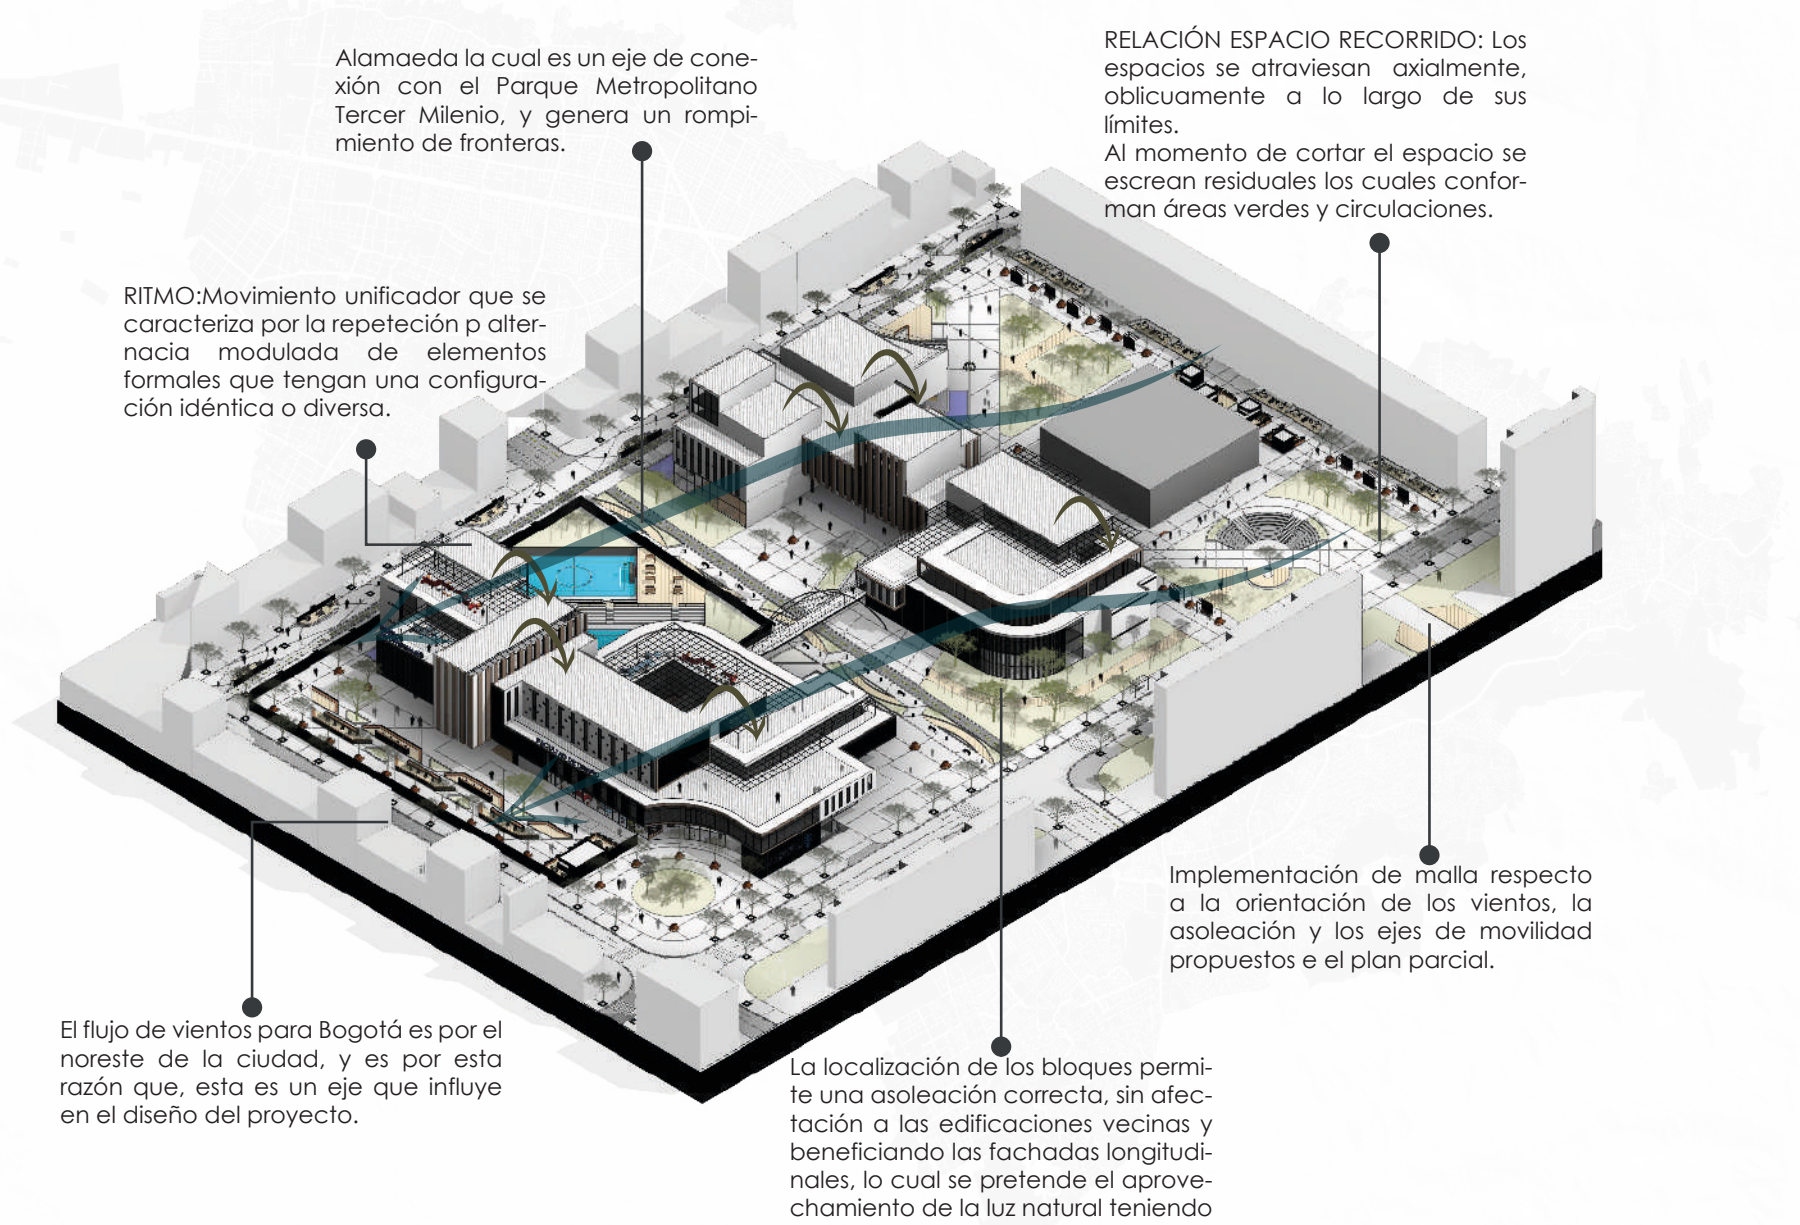 Alamaeda la cual es un eje de cone-
xión con el Parque Metropolitano
Tercer Milenio, y genera un rompi-
miento de fronteras.
RELACIÓN ESPACIO RECORRIDO: Los
espacios se atraviesan axialmente,
oblicuamente a lo largo de sus
límites.
Al momento de cortar el espacio se
escrean residuales los cuales confor-
man áreas verdes y circulaciones.
RITMO:Movimiento unificador que se
caracteriza por la repeteción p alter-
nacia modulada de elementos
formales que tengan una configura-
ción idéntica o diversa.
Implementación de malla respecto
a la orientación de los vientos, la
asoleación y los ejes de movilidad
propuestos e el plan parcial.
El flujo de vientos para Bogotá es por el
noreste de la ciudad, y es por esta
razón que, esta es un eje que influye
en el diseño del proyecto.
La localización de los bloques permi-
te una asoleación correcta, sin afec-
tación a las edificaciones vecinas y
beneficiando las fachadas longitudi-
nales, lo cual se pretende el aprove-
chamiento de la luz natural teniendo